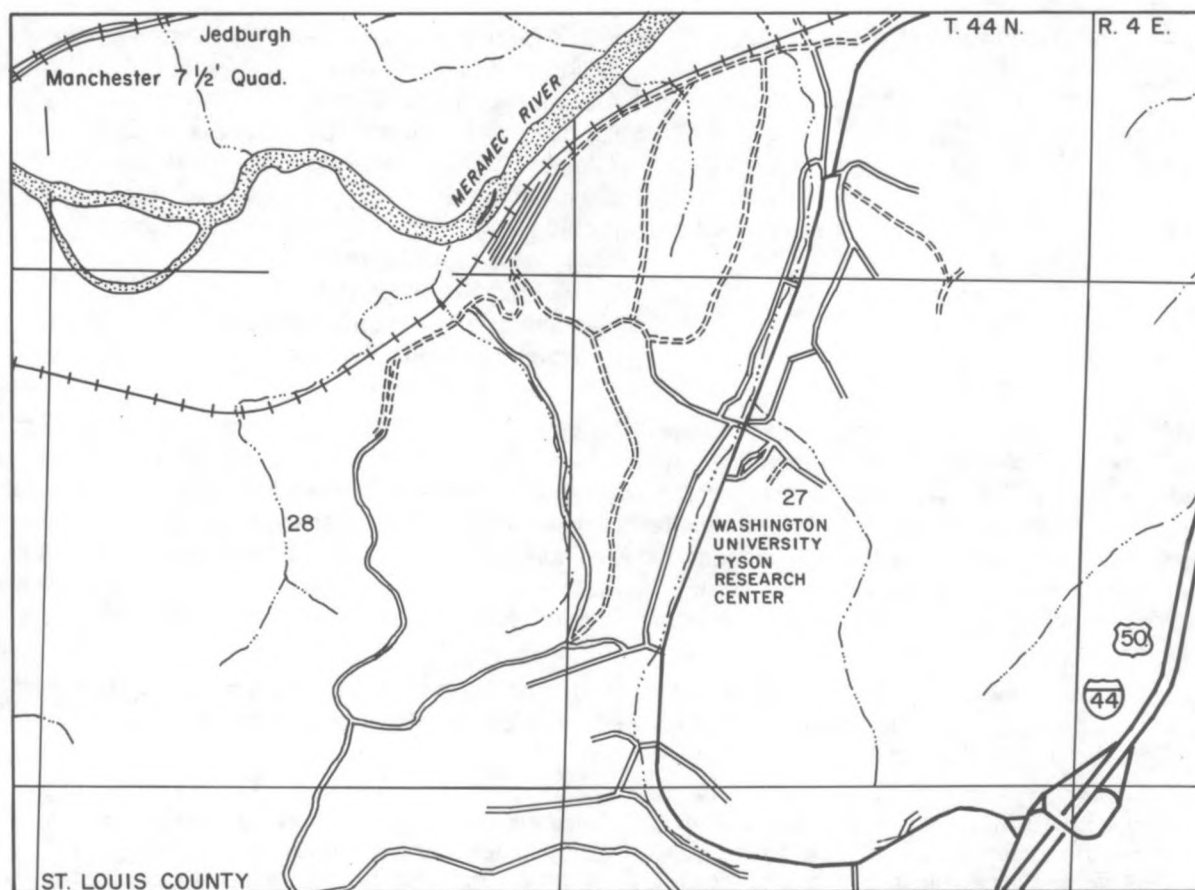 Jedburgh
T. 44 N.
R. 4 E.
Manchester 7 ½' Quad.
MERAMEC RIVER
28
27
WASHINGTON
UNIVERSITY
TYSON
RESEARCH
CENTER
50
44
ST. LOUIS COUNTY